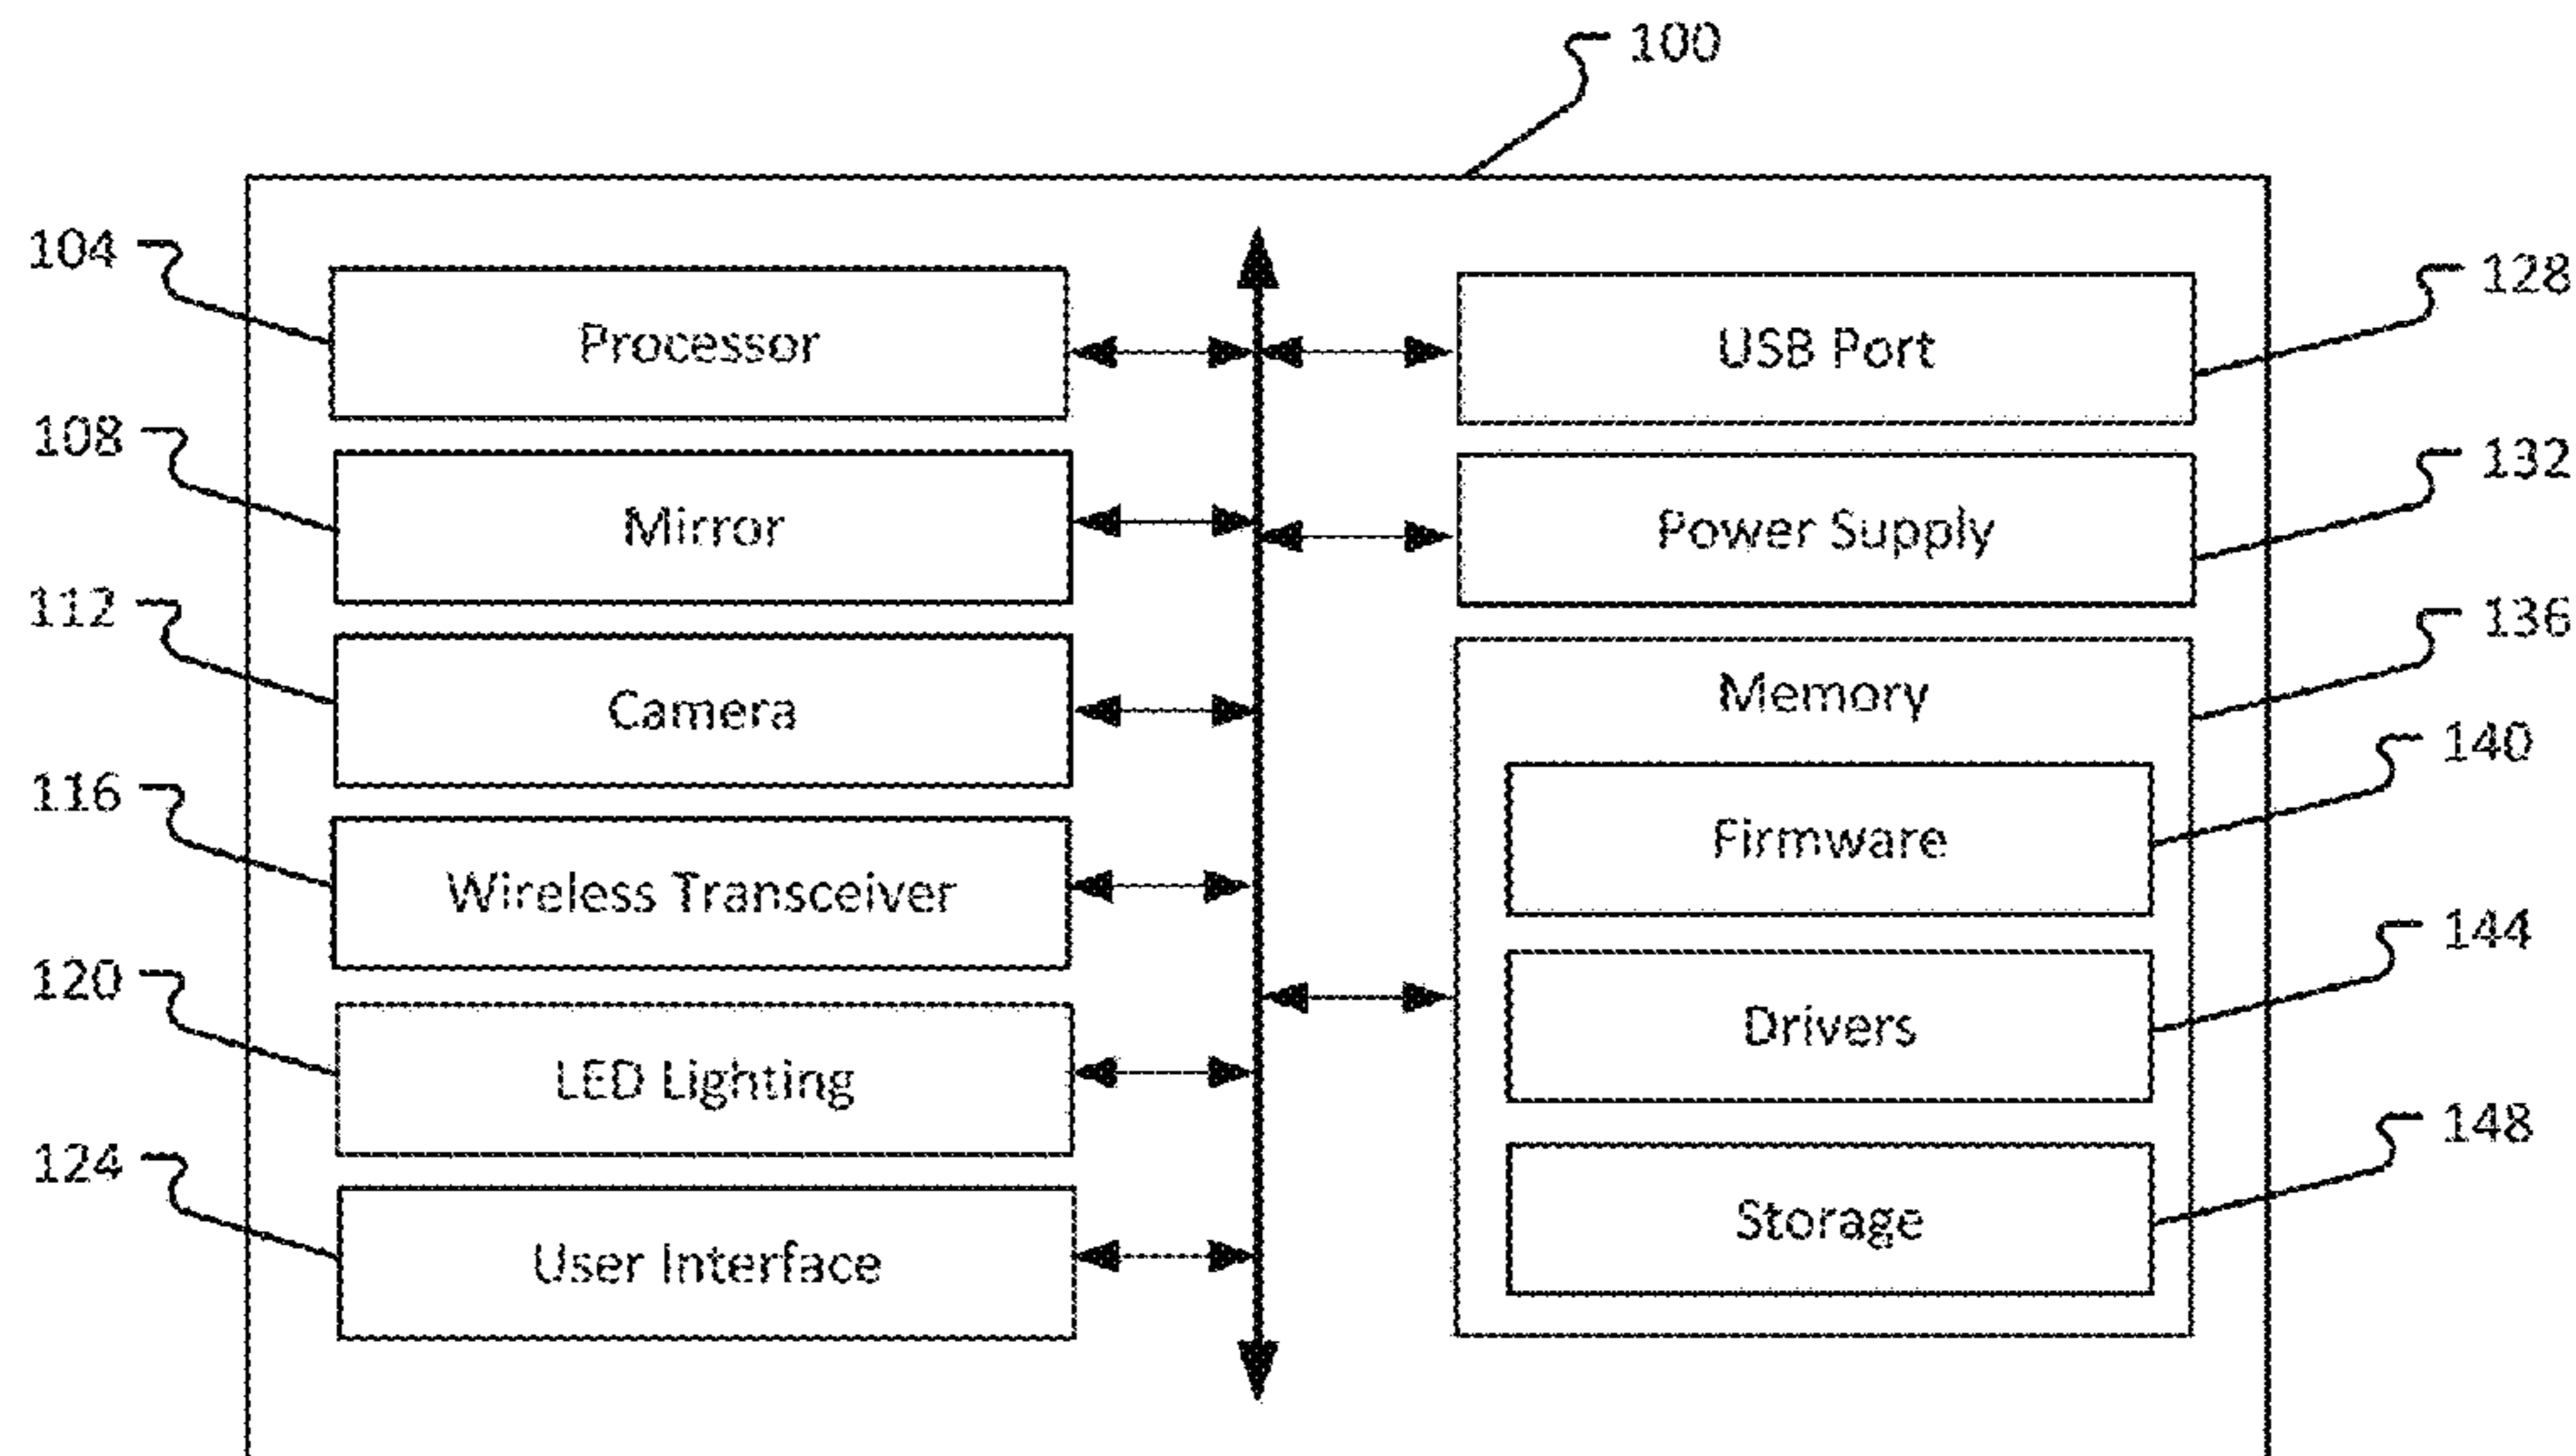 100
104
Processor
128
USB Port
108
Mirror
132
Power Supply
112
Camera
136
Memory
140
Firmware
116
Wireless Transceiver
144
Drivers
120
LED Lighting
148
Storage
124
User Interface